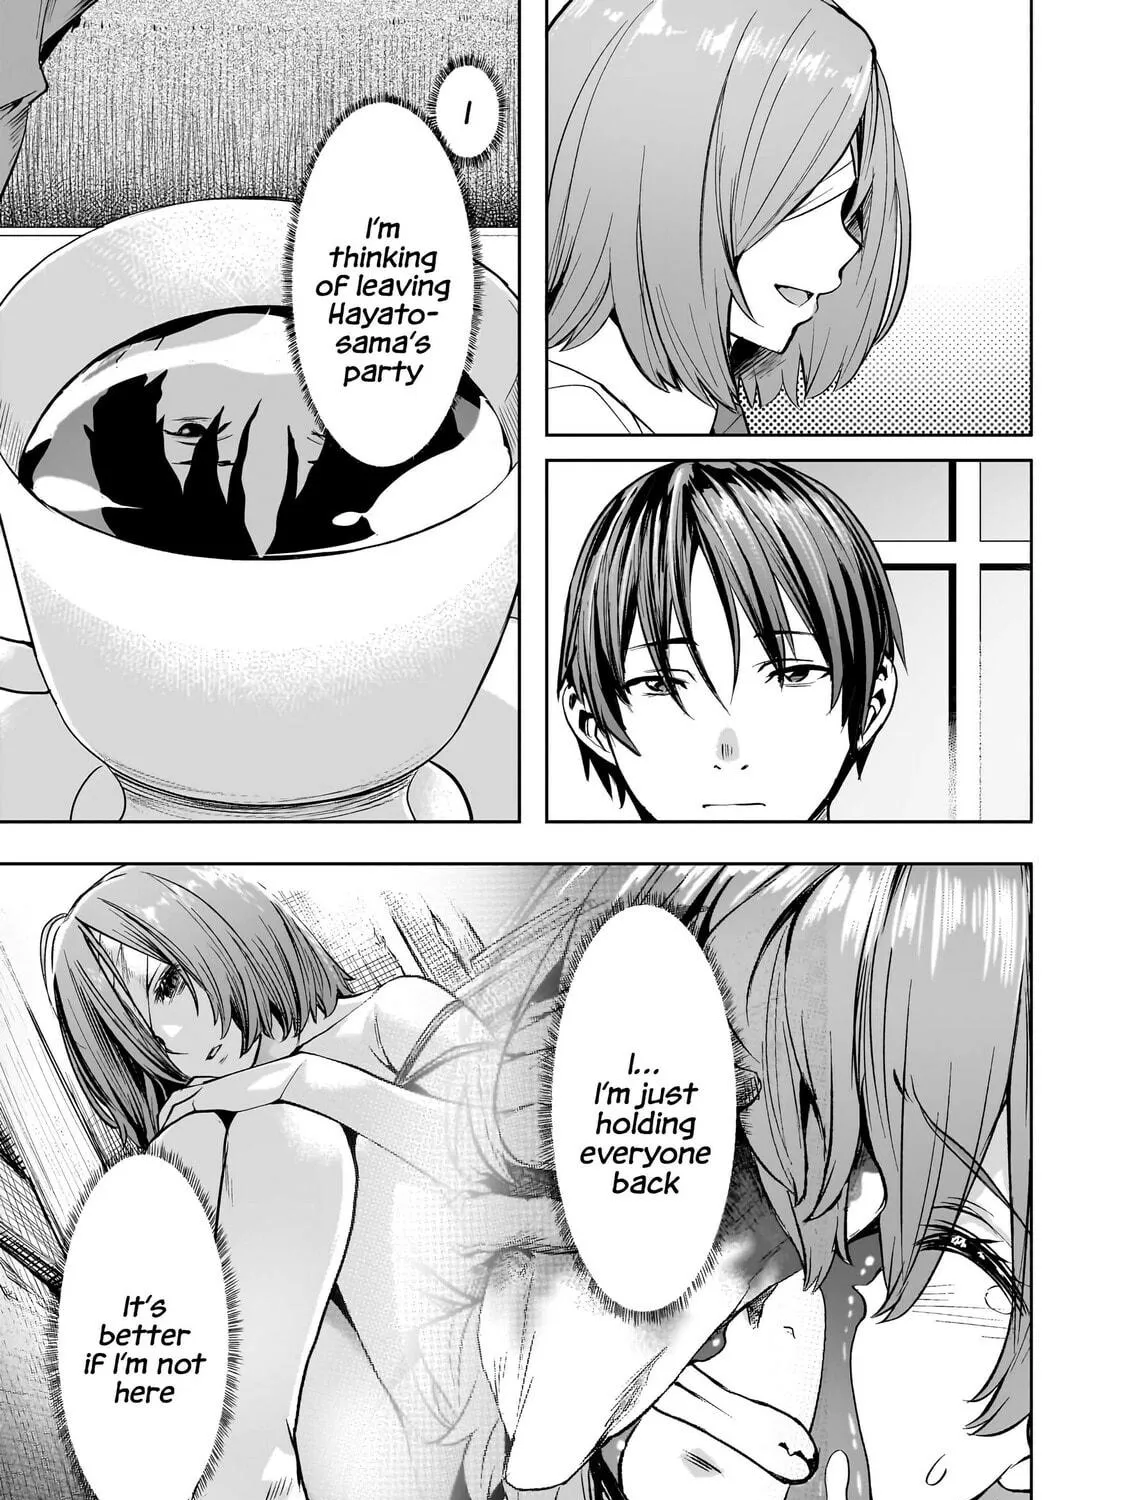 I
I'm
thinking
of leaving
Hayato-
sama's
party
I...
I'm just
holding
everyone
back
It's
better
if I'm not
here